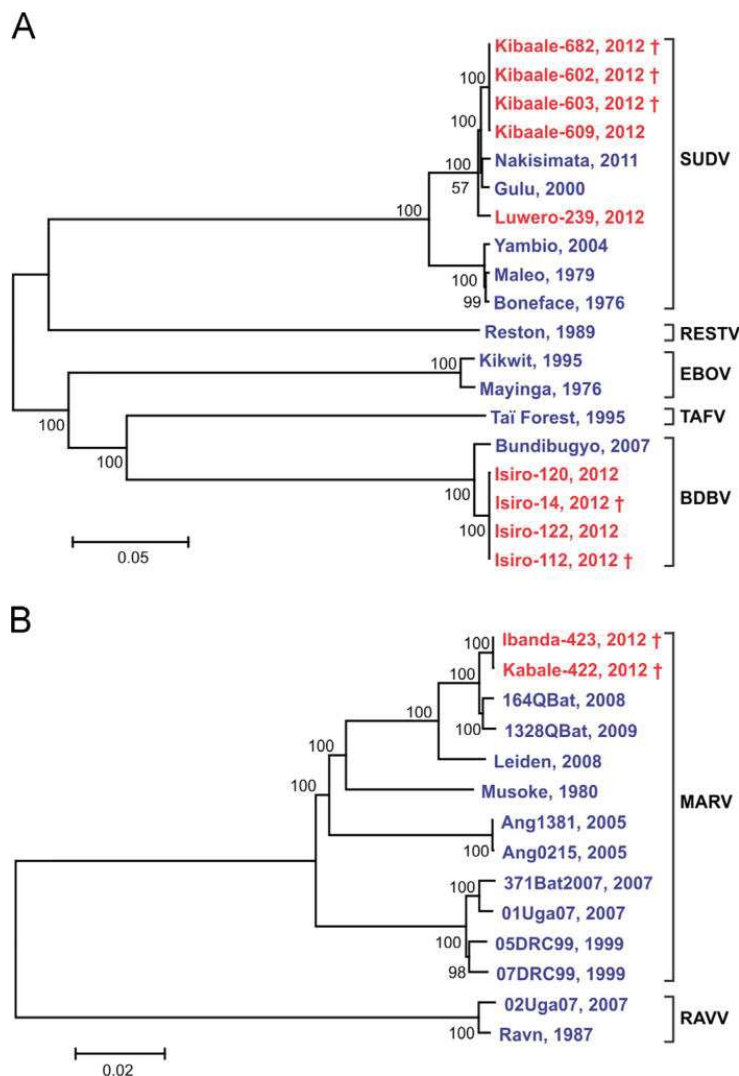 A
Kibaale-682, 2012 †
Kibaale-602, 2012 †
100
Kibaale-603, 2012 †
100
Kibaale-609, 2012
SUDV
100
Nakisimata, 2011
57
Gulu, 2000
100
Luwero-239, 2012
Yambio, 2004
100
Maleo, 1979
99
Boneface, 1976
Reston, 1989
RESTV
100
Kikwit, 1995
EBOV
Mayinga, 1976
100
Taï Forest, 1995
TAFV
100
Bundibugyo, 2007
100
Isiro-120, 2012
Isiro-14, 2012 †
BDBV
100
Isiro-122, 2012
Isiro-112, 2012 †
0.05
B
100
Ibanda-423, 2012 †
100
Kabale-422, 2012 †
164QBat, 2008
100
100
1328QBat, 2009
100
Leiden, 2008
100
Musoke, 1980
MARV
Ang1381, 2005
100
Ang0215, 2005
100
371Bat2007, 2007
01Uga07, 2007
100
05DRC99, 1999
98
07DRC99, 1999
02Uga07, 2007
RAVV
100
Ravn, 1987
0.02